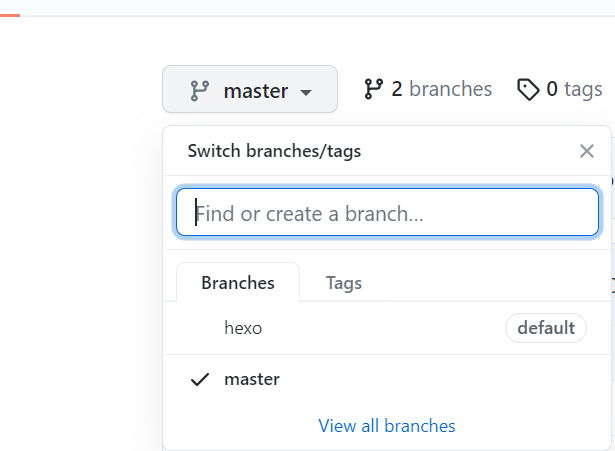 master 2 branches 0 tags
Switch branches/tags
Find or create a branch...
Branches Tags
hexo default
master
View all branches